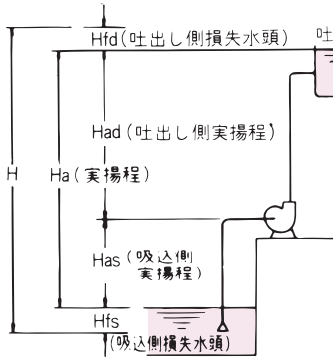 Hfd(吐出し側損失水頭)
吐
Had(吐出し側実揚程)
H
Ha(実揚程)
Has(吸込側
実揚程)
Hfs
(吸込側損失水頭)